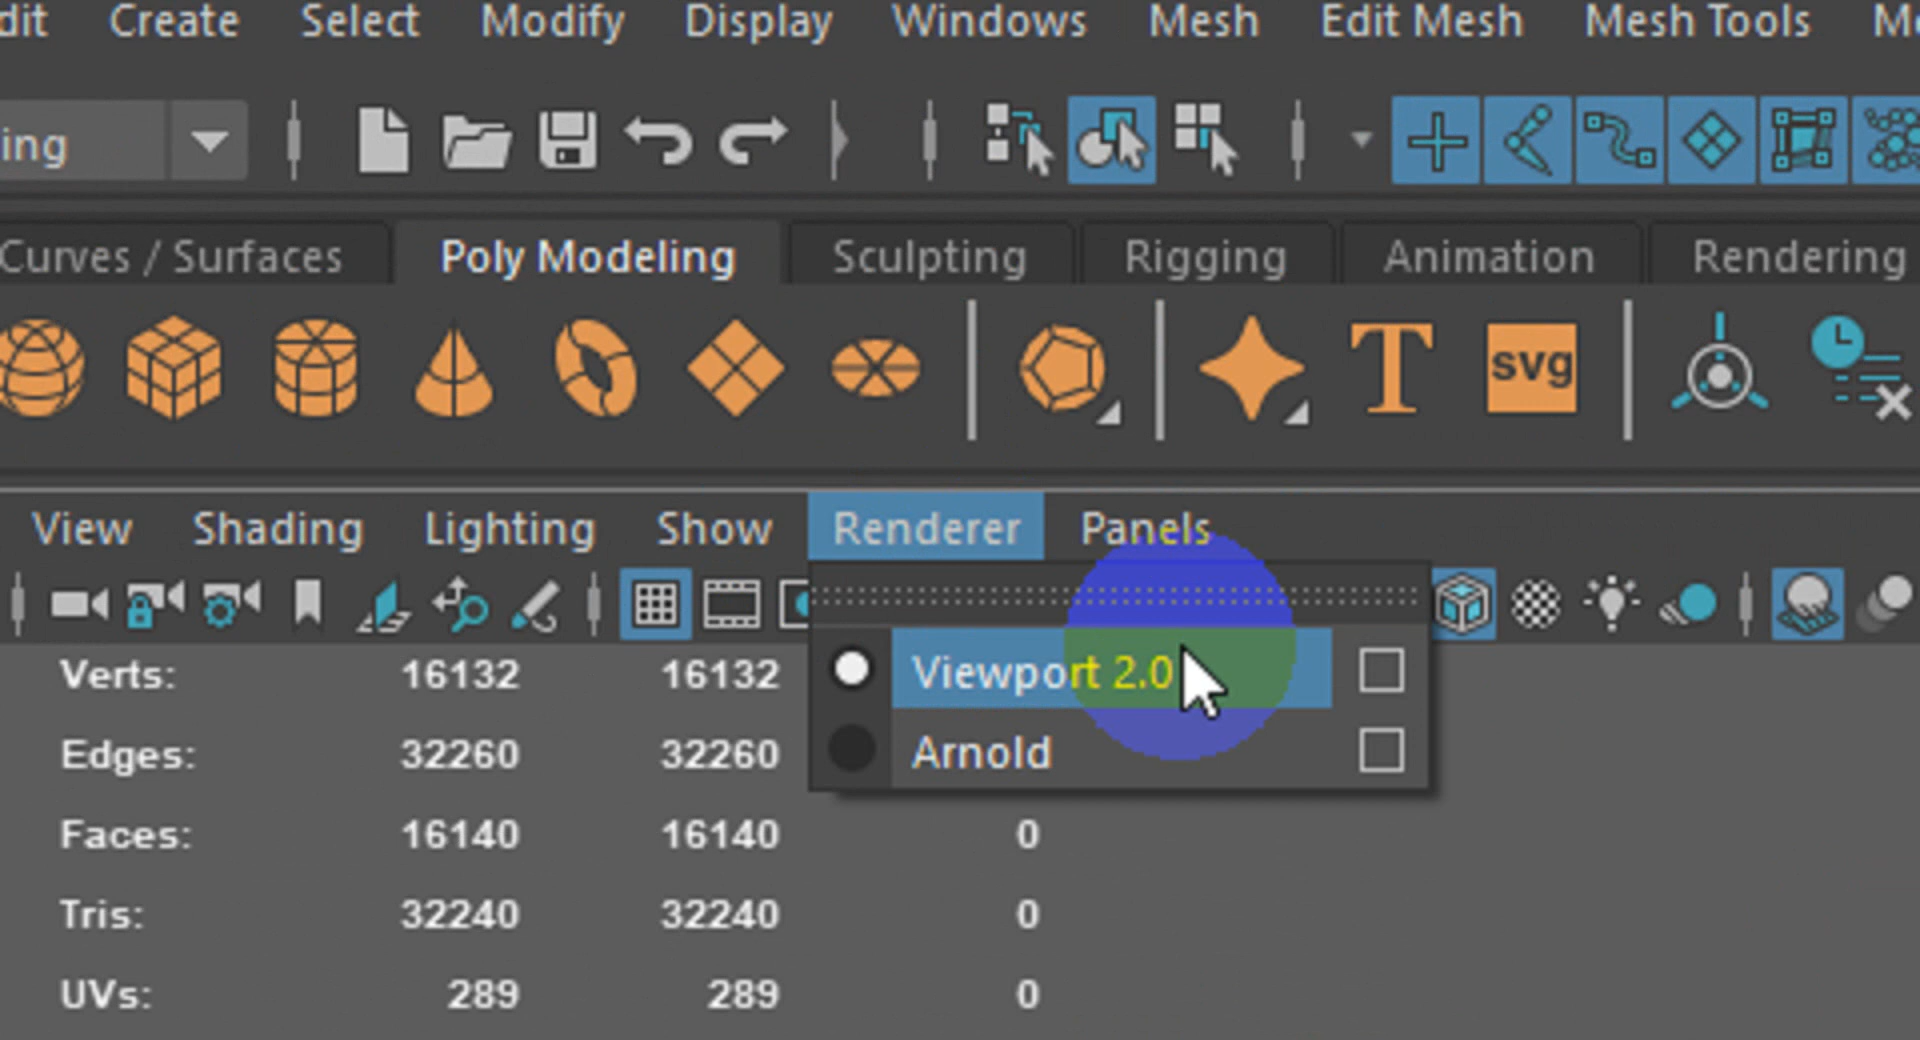 dit Create Select Modify Display Windows Mesh Edit Mesh Mesh Tools Me
ing
Curves / Surfaces Poly Modeling Sculpting Rigging Animation Rendering
T svg
View Shading Lighting Show Renderer Panels
Verts: 16132 16132 Viewport 2.0
Edges: 32260 32260 Arnold
Faces: 16140 16140 0
Tris: 32240 32240 0
UVs: 289 289 0